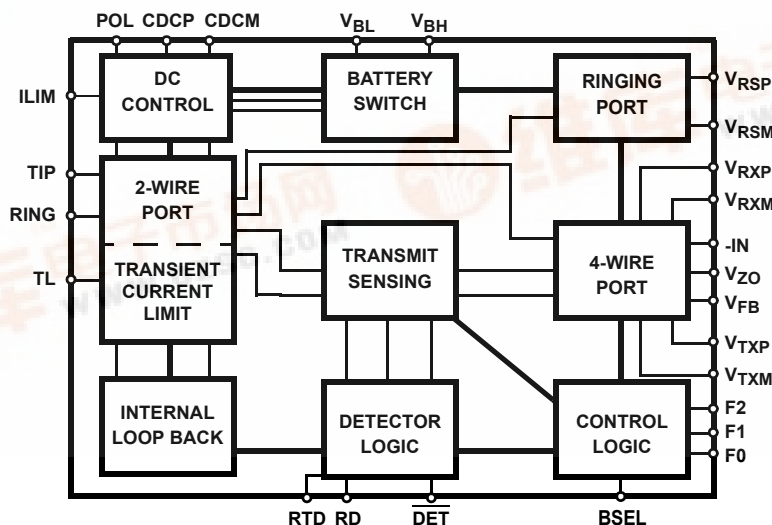 POL CDCP CDCM V_BL V_BH
DC
CONTROL
BATTERY
SWITCH
RINGING
PORT
ILIM
V_RSP
V_RSM
TIP
RING
TL
2-WIRE
PORT
TRANSIENT
CURRENT
LIMIT
TRANSMIT
SENSING
4-WIRE
PORT
V_RXP
V_RXM
-IN
V_ZO
V_FB
V_TXP
V_TXM
INTERNAL
LOOP BACK
DETECTOR
LOGIC
CONTROL
LOGIC
F2
F1
F0
RTD RD DET BSEL